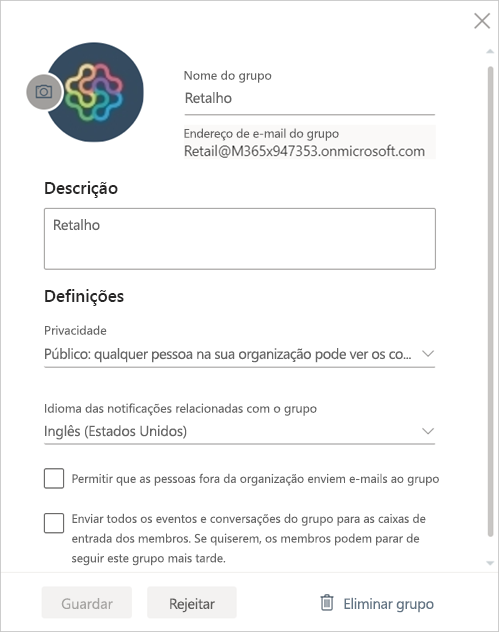 Nome do grupo
Retalho
Endereço de e-mail do grupo
Retail@M365x947353.onmicrosoft.com
Descrição
Retalho
Definições
Privacidade
Público: qualquer pessoa na sua organização pode ver os co...
Idioma das notificações relacionadas com o grupo
Inglês (Estados Unidos)
Permitir que as pessoas fora da organização enviem e-mails ao grupo
Enviar todos os eventos e conversações do grupo para as caixas de
entrada dos membros. Se quiserem, os membros podem parar de
seguir este grupo mais tarde.
Guardar
Rejeitar
Eliminar grupo